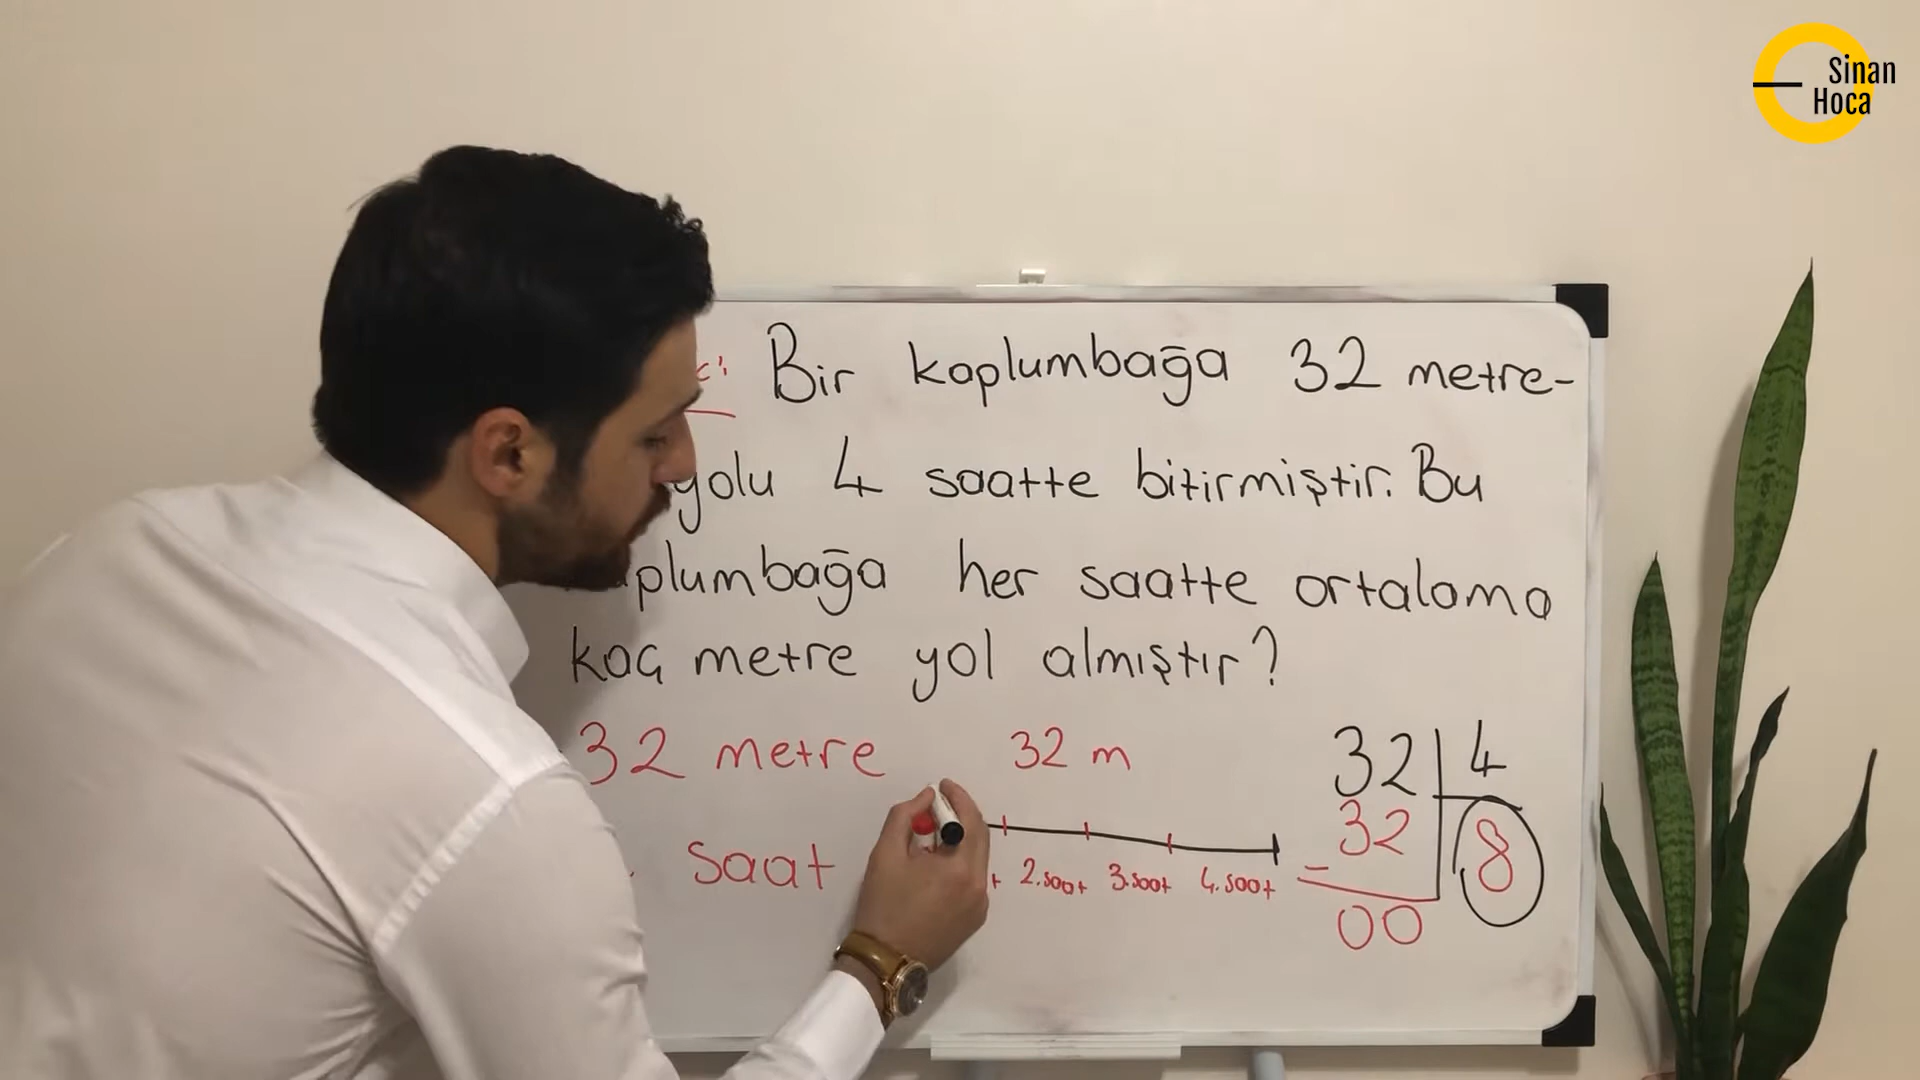 Sinan
Hoca
Bir kaplumbağa 32 metre-
yolu 4 saatte bitirmiştir. Bu
plumbağa her saatte ortalama
kaç metre yol almıştır?
32 metre
32 m
saat
2.saat 3.saat 4.saat
32 4
32 8
-
00